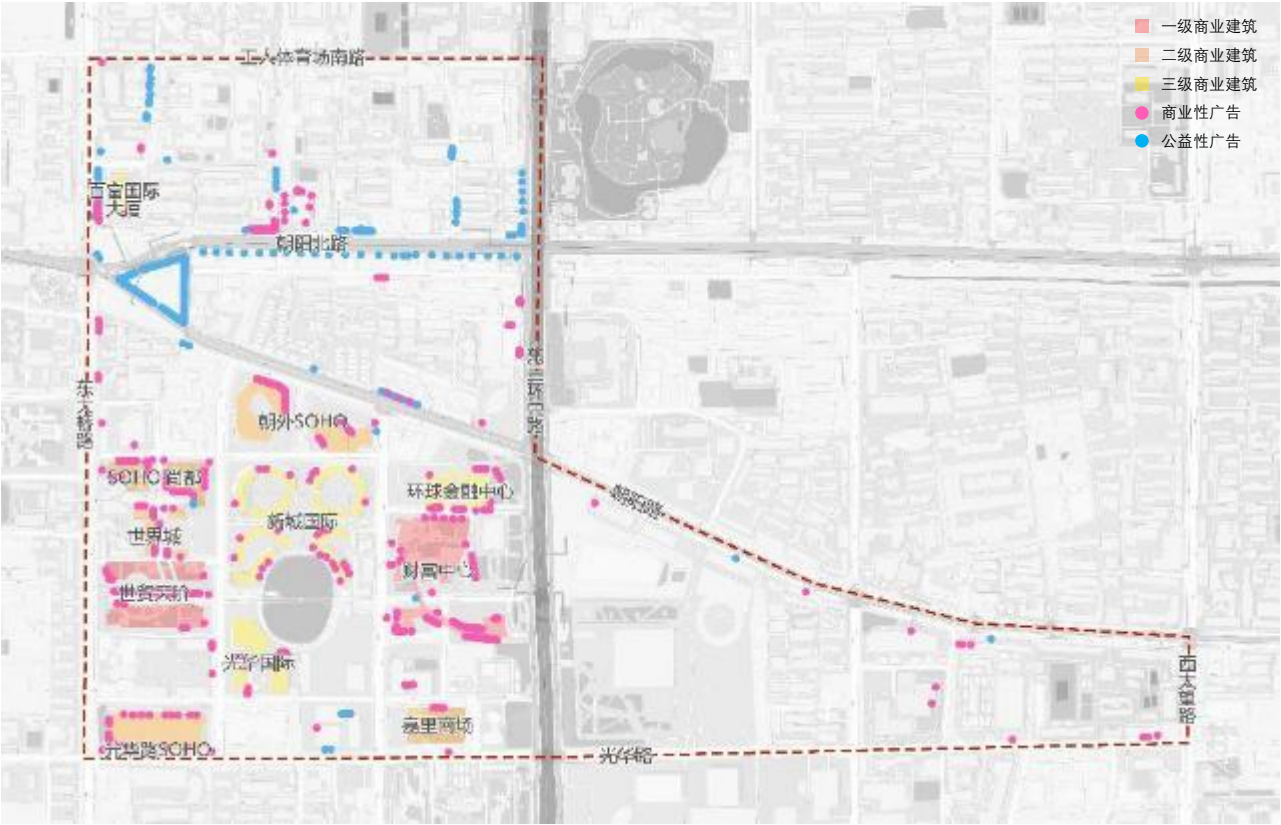 一级商业建筑
二级商业建筑
三级商业建筑
商业性广告
公益性广告
工人体育场南路
百富国际
大厦
朝阳北路
东三环中路
东大桥路
朝外SOHO
SOHO 尚都
环球金融中心
新城国际
世界城
朝阳路
财富中心
世贸天阶
光华国际
西大望路
嘉里商场
光华路SOHO
光华路